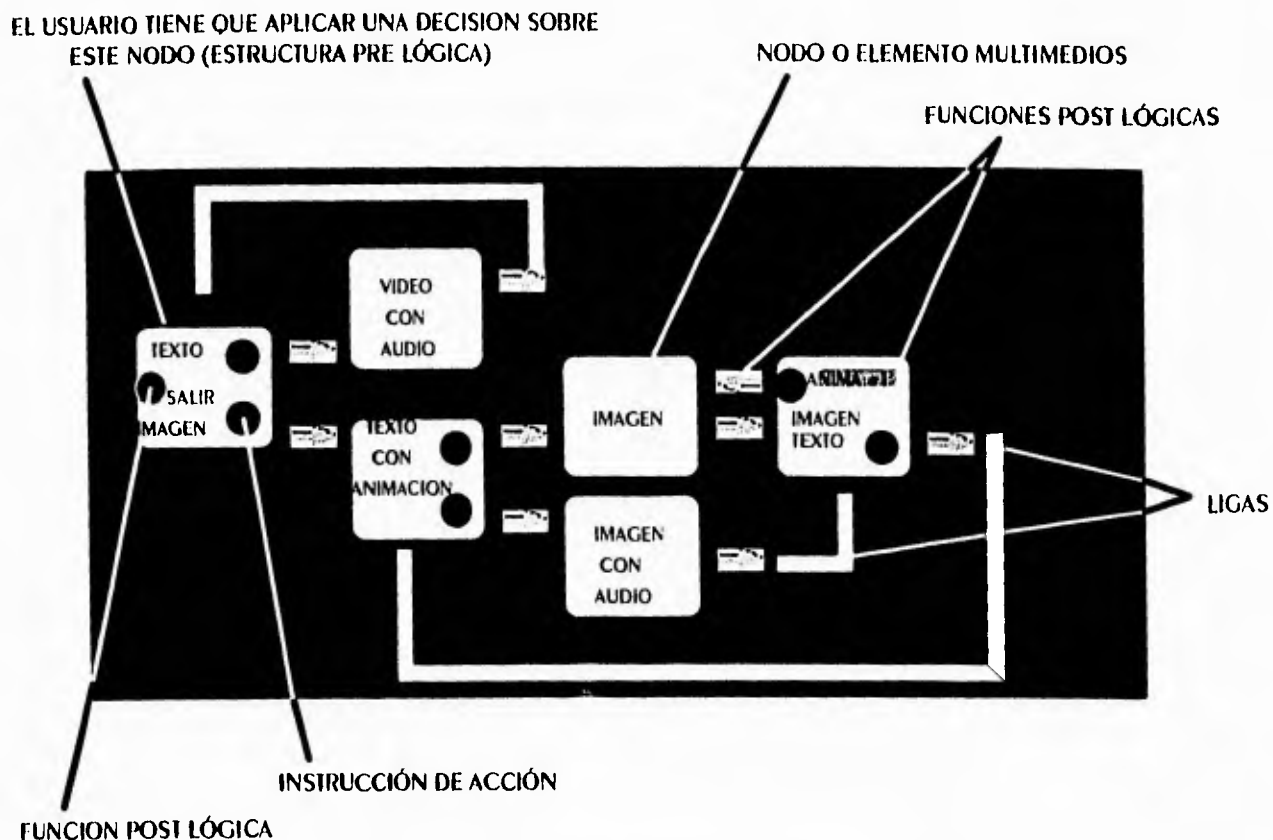 EL USUARIO TIENE QUE APLICAR UNA DECISION SOBRE
ESTE NODO (ESTRUCTURA PRE LÓGICA)
NODO O ELEMENTO MULTIMEDIOS
FUNCIONES POST LÓGICAS
VIDEO
CON
AUDIO
TEXTO
SALIR
IMAGEN
TEXTO
CON
ANIMACION
IMAGEN
IMAGEN
TEXTO
IMAGEN
CON
AUDIO
LIGAS
INSTRUCCIÓN DE ACCIÓN
FUNCION POST LÓGICA